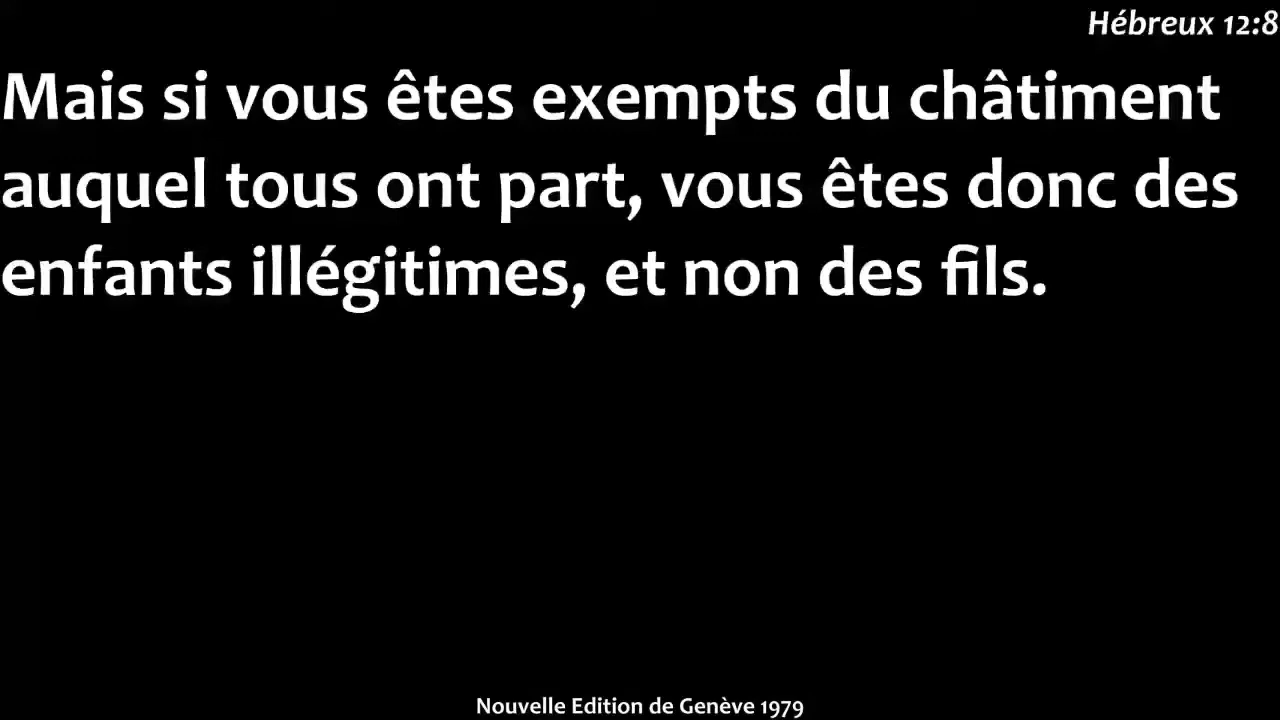 Hébreux 12:8
Mais si vous êtes exempts du châtiment
auquel tous ont part, vous êtes donc des
enfants illégitimes, et non des fils.
Nouvelle Edition de Genève 1979